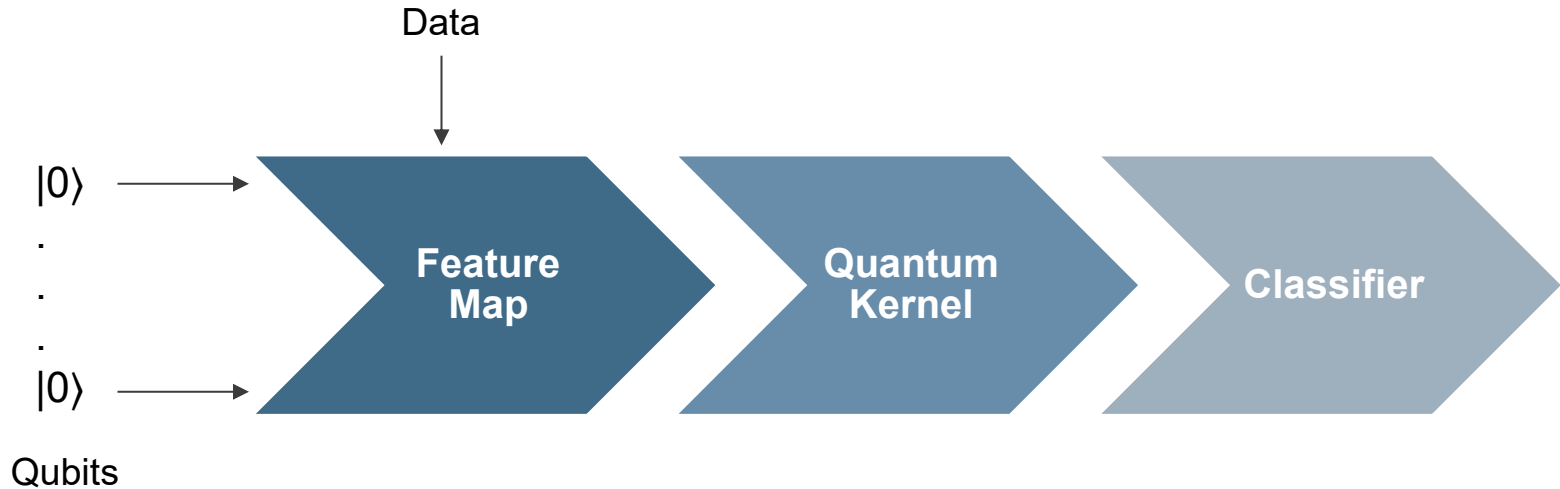 Data
|0⟩
.
.
.
|0⟩
Qubits
Feature
Map
Quantum
Kernel
Classifier